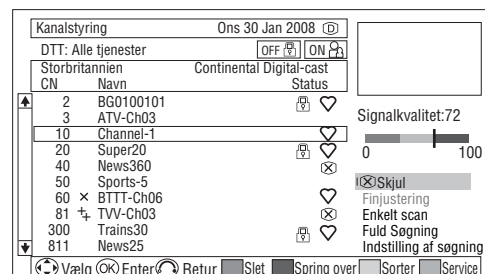 Kanalstyring Ons 30 Jan 2008 D
DTT: Alle tjenester OFF ON
Storbritannien Continental Digital-cast
CN Navn Status
2 BG0100101
3 ATV-Ch03
10 Channel-1
20 Super20
40 News360
50 Sports-5
60 BTTT-Ch06
81 TVV-Ch03
300 Trains30
811 News25
Signalkvalitet:72
0 100
Skjul
Finjustering
Enkelt scan
Fuld Søgning
Indstilling af søgning
Vælg OK Enter Retur Slet Spring over Sorter Service